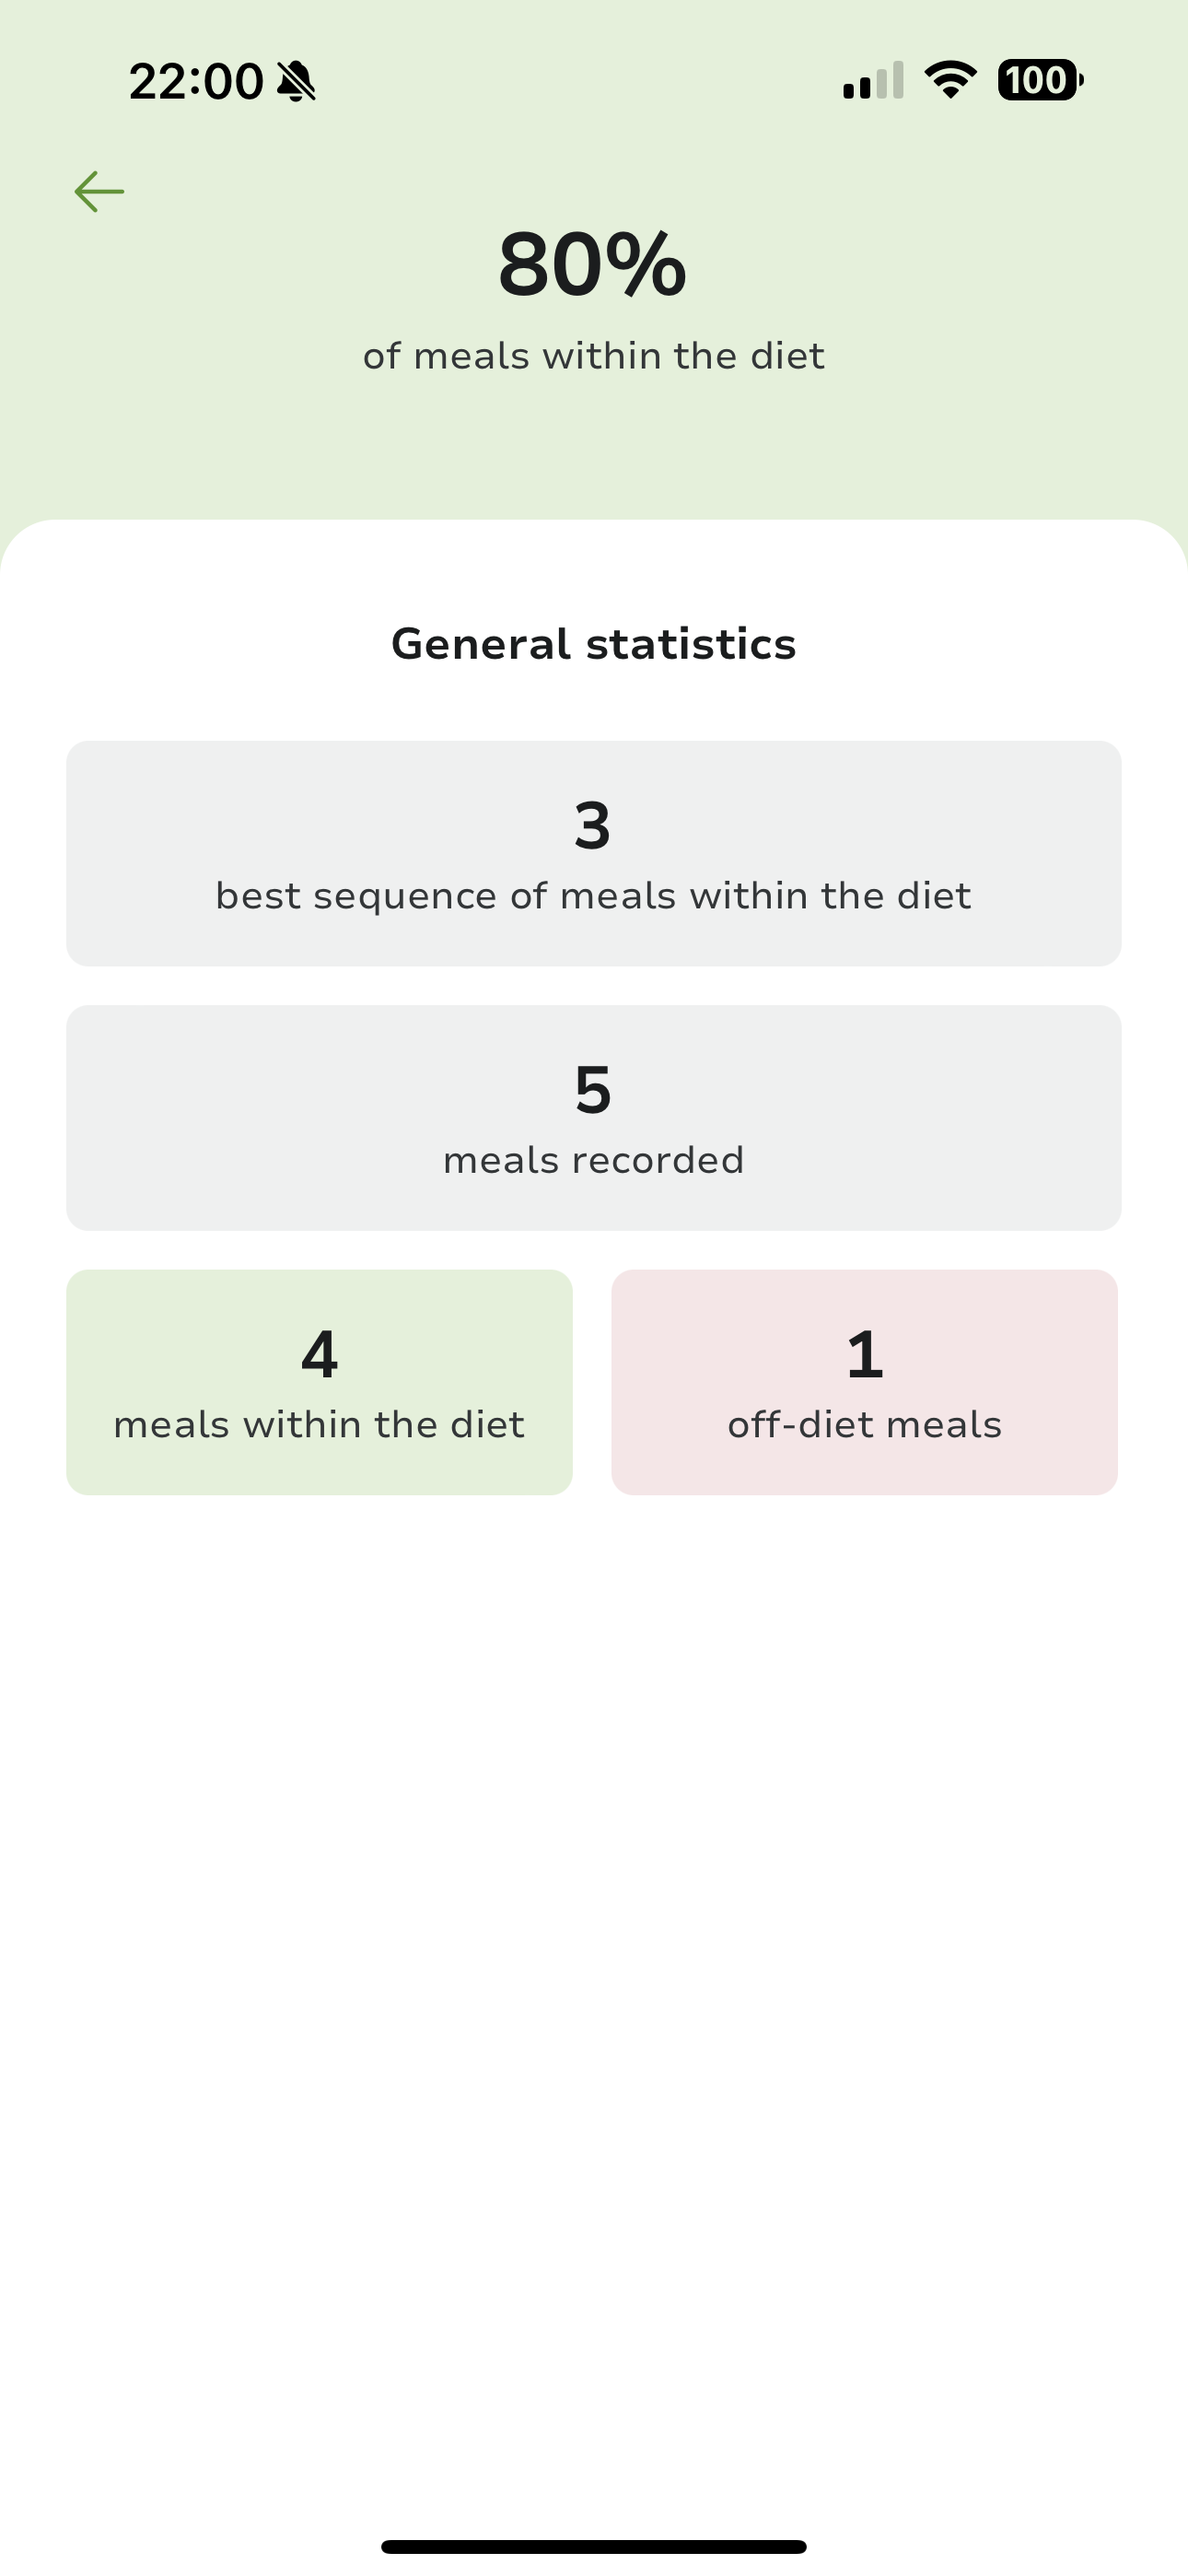 22:00
100
80%
of meals within the diet
General statistics
3
best sequence of meals within the diet
5
meals recorded
4
meals within the diet
1
off-diet meals